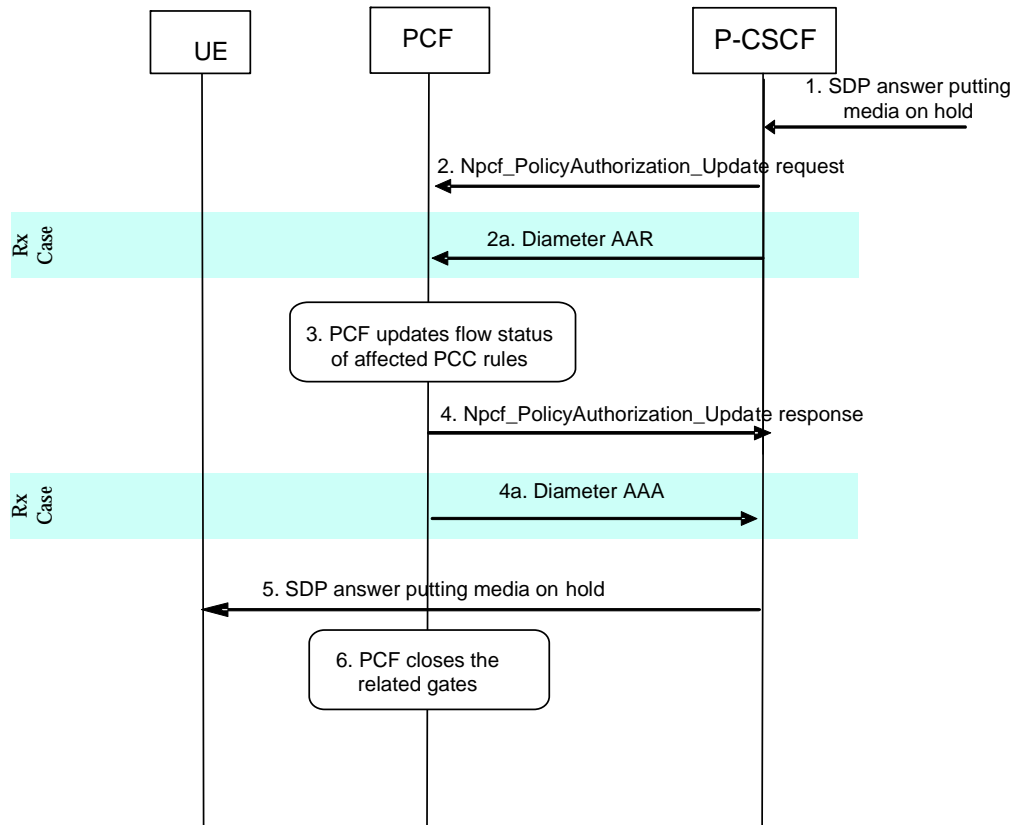 UE
PCF
P-CSCF
1. SDP answer putting
media on hold
2. Npcf_PolicyAuthorization_Update request
Rx
Case
2a. Diameter AAR
3. PCF updates flow status
of affected PCC rules
4. Npcf_PolicyAuthorization_Update response
Rx
Case
4a. Diameter AAA
5. SDP answer putting media on hold
6. PCF closes the
related gates